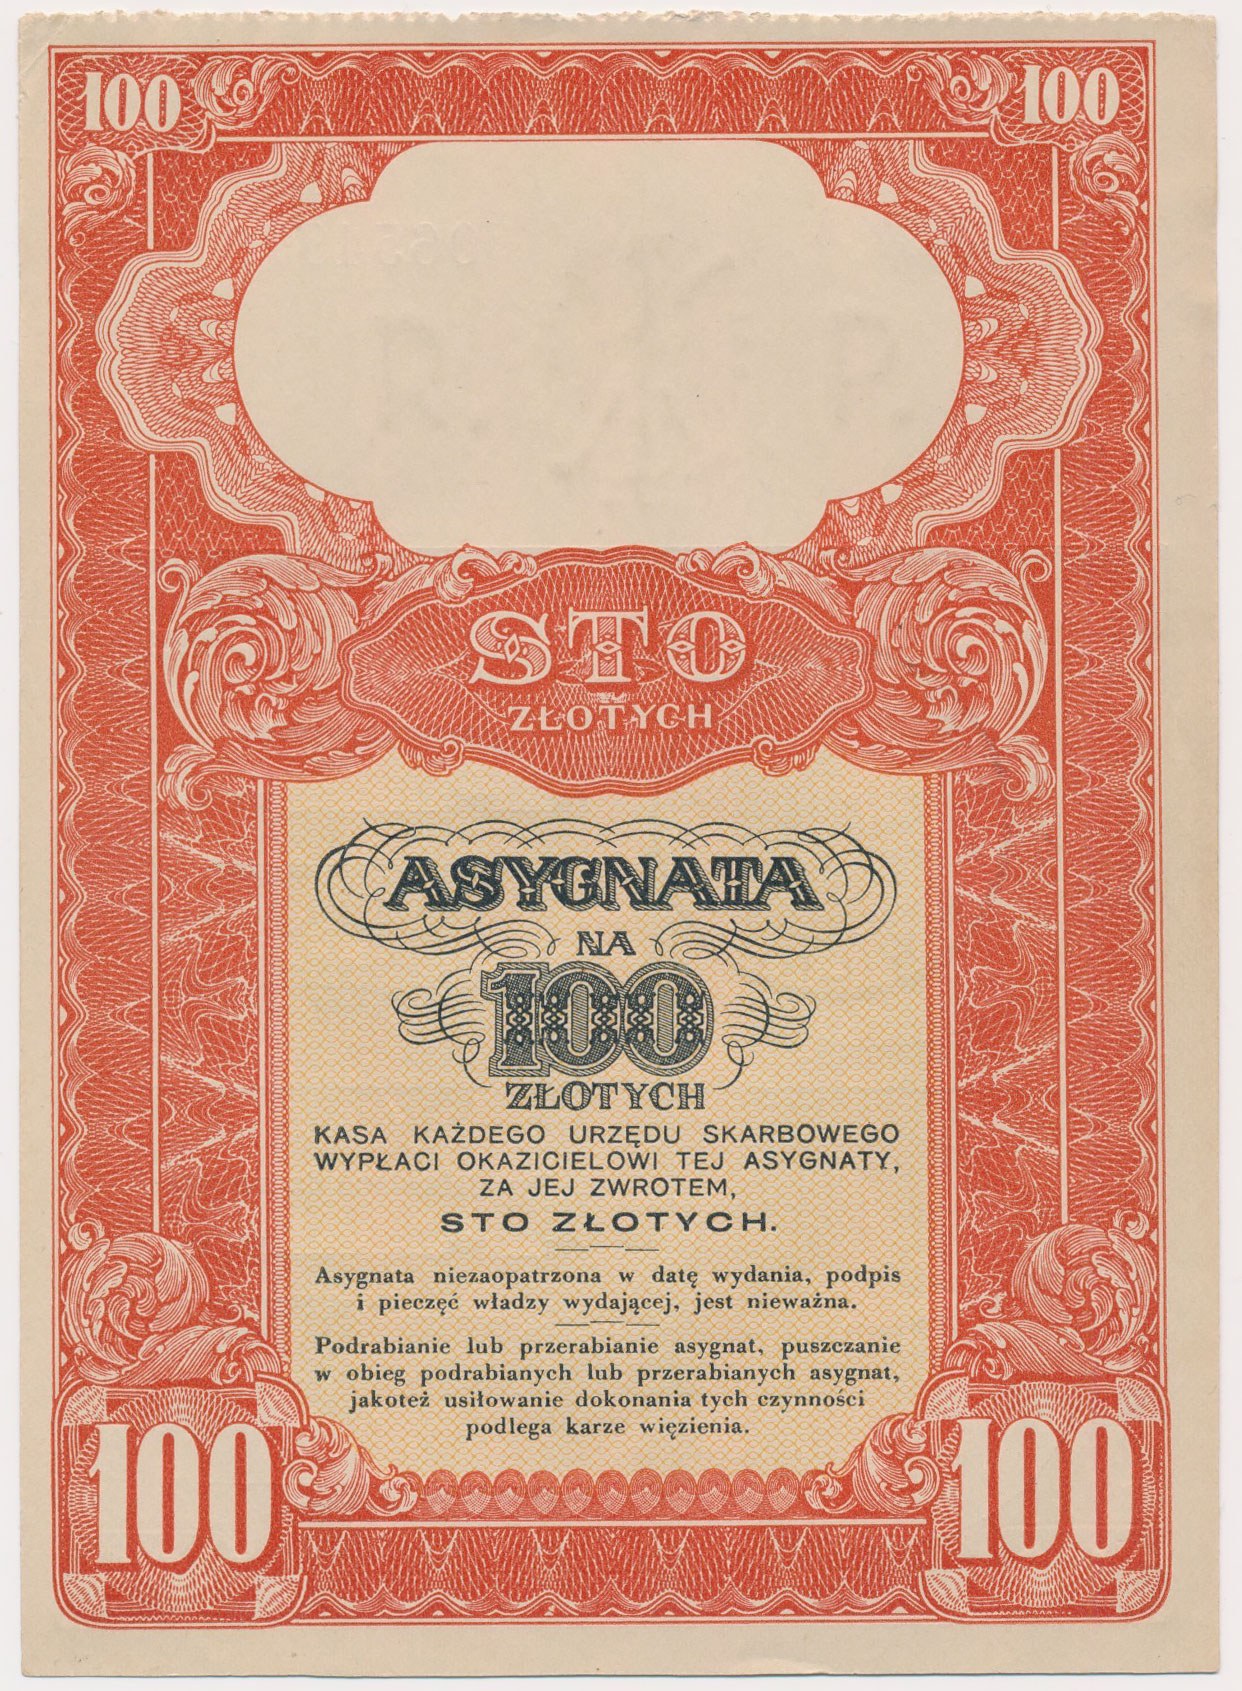 100 100
STO
ZŁOTYCH
ASYGNATA
NA
100
ZŁOTYCH
KASA KAŻDEGO URZĘDU SKARBOWEGO
WYPŁACI OKAZICIELOWI TEJ ASYGNATY,
ZA JEJ ZWROTEM,
STO ZŁOTYCH.
Asygnata niezaopatrzona w datę wydania, podpis
i pieczęć władzy wydającej, jest nieważna.
Podrabianie lub przerabianie asygnat, puszczanie
w obieg podrabianych lub przerabianych asygnat,
jakoteż usiłowanie dokonania tych czynności
podlega karze więzienia.
100 100